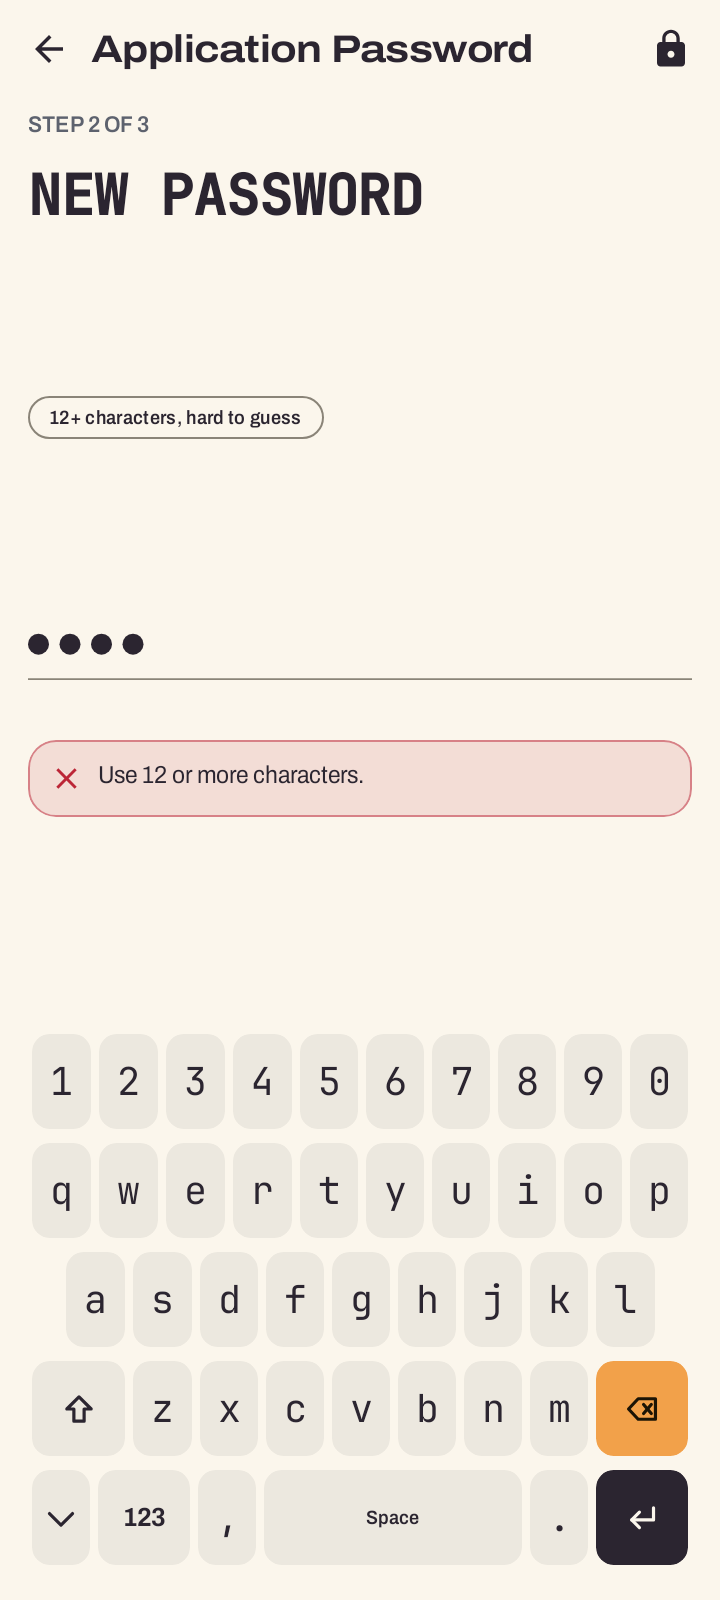 Application Password
STEP 2 OF 3
NEW PASSWORD
12+ characters, hard to guess
Use 12 or more characters.
1 2 3 4 5 6 7 8 9 0
q w e r t y u i o p
a s d f g h j k l
z x c v b n m
123 , Space .